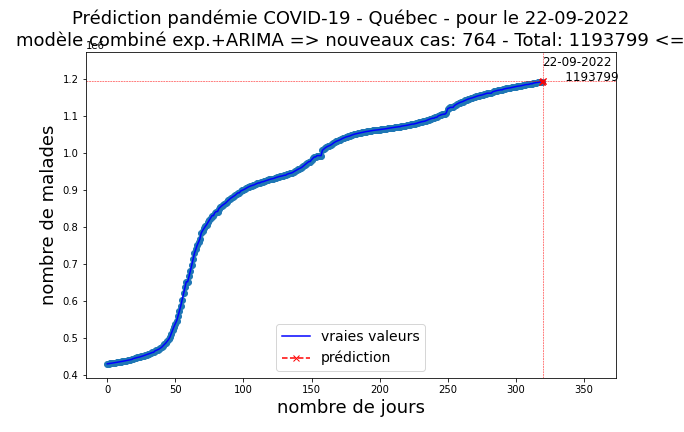 Prédiction pandémie COVID-19 - Québec - pour le 22-09-2022
modèle combiné exp.+ARIMA => nouveaux cas: 764 - Total: 1193799 <=
1e6
22-09-2022
1193799
1.2
1.1
1.0
0.9
0.8
0.7
0.6
0.5
0.4
nombre de malades
vraies valeurs
prédiction
0 50 100 150 200 250 300 350
nombre de jours